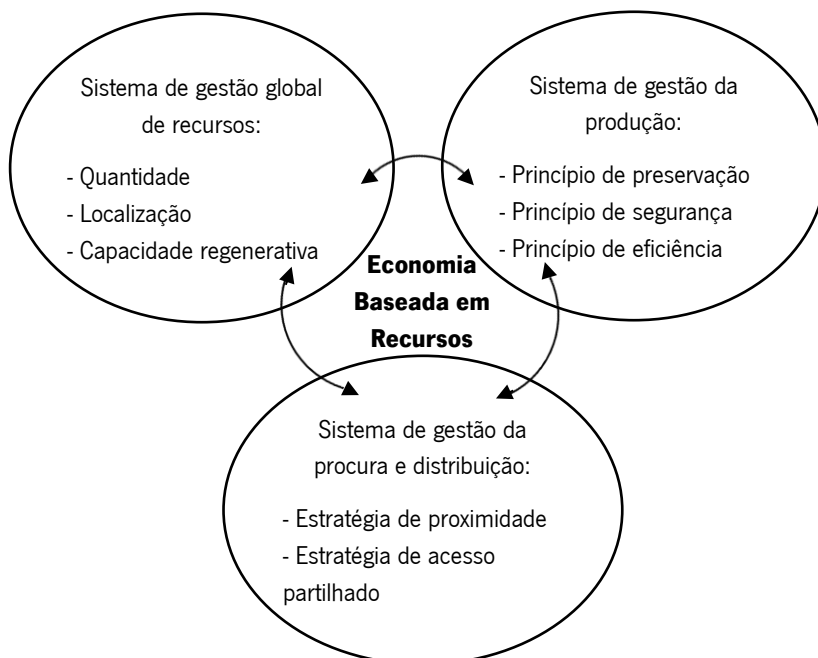 Sistema de gestão global
de recursos:
- Quantidade
- Localização
- Capacidade regenerativa
Sistema de gestão da
produção:
- Princípio de preservação
- Princípio de segurança
- Princípio de eficiência
Economia
Baseada em
Recursos
Sistema de gestão da
procura e distribuição:
- Estratégia de proximidade
- Estratégia de acesso
partilhado